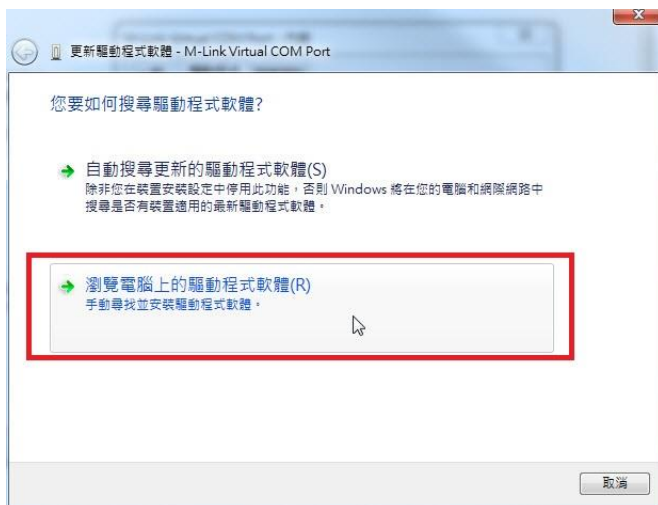 更新驅動程式軟體 - M-Link Virtual COM Port
您要如何搜尋驅動程式軟體?
自動搜尋更新的驅動程式軟體(S)
除非您在裝置安裝設定中停用此功能，否則 Windows 將在您的電腦和網際網路中
搜尋是否有裝置適用的最新驅動程式軟體。
瀏覽電腦上的驅動程式軟體(R)
手動尋找並安裝驅動程式軟體。
取消